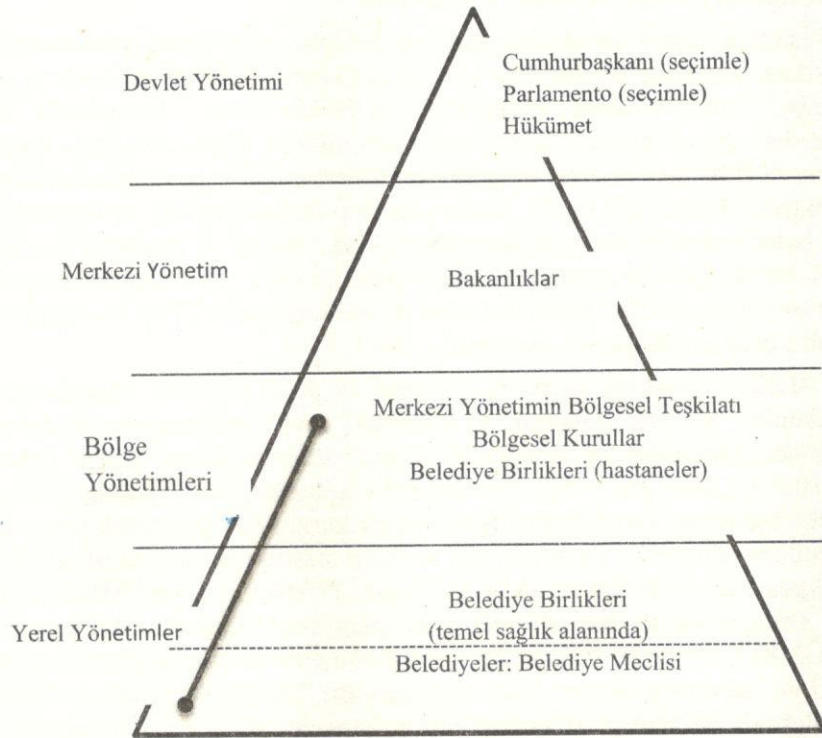 Devlet Yönetimi
Cumhurbaşkanı (seçimle)
Parlamento (seçimle)
Hükümet
Merkezi Yönetim
Bakanlıklar
Bölge
Yönetimleri
Merkezi Yönetimin Bölgesel Teşkilatı
Bölgesel Kurullar
Belediye Birlikleri (hastaneler)
Yerel Yönetimler
Belediye Birlikleri
(temel sağlık alanında)
Belediyeler: Belediye Meclisi